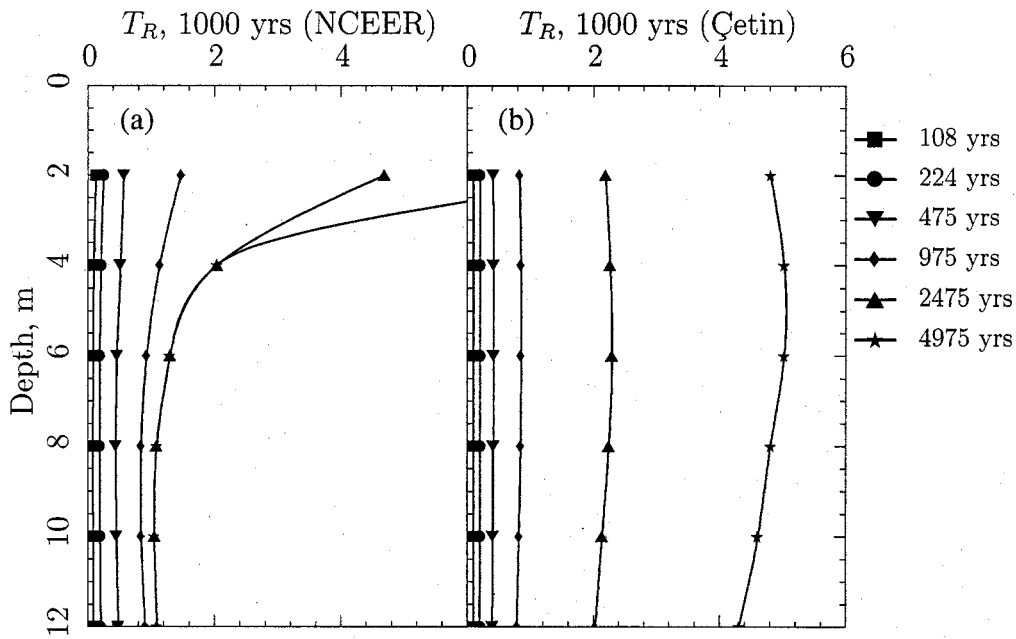 T_R, 1000 yrs (NCEER) T_R, 1000 yrs (Çetin)
0 2 4 0 2 4 6
0
2
4
6
8
10
12
Depth, m
(a) (b)
108 yrs
224 yrs
475 yrs
975 yrs
2475 yrs
4975 yrs